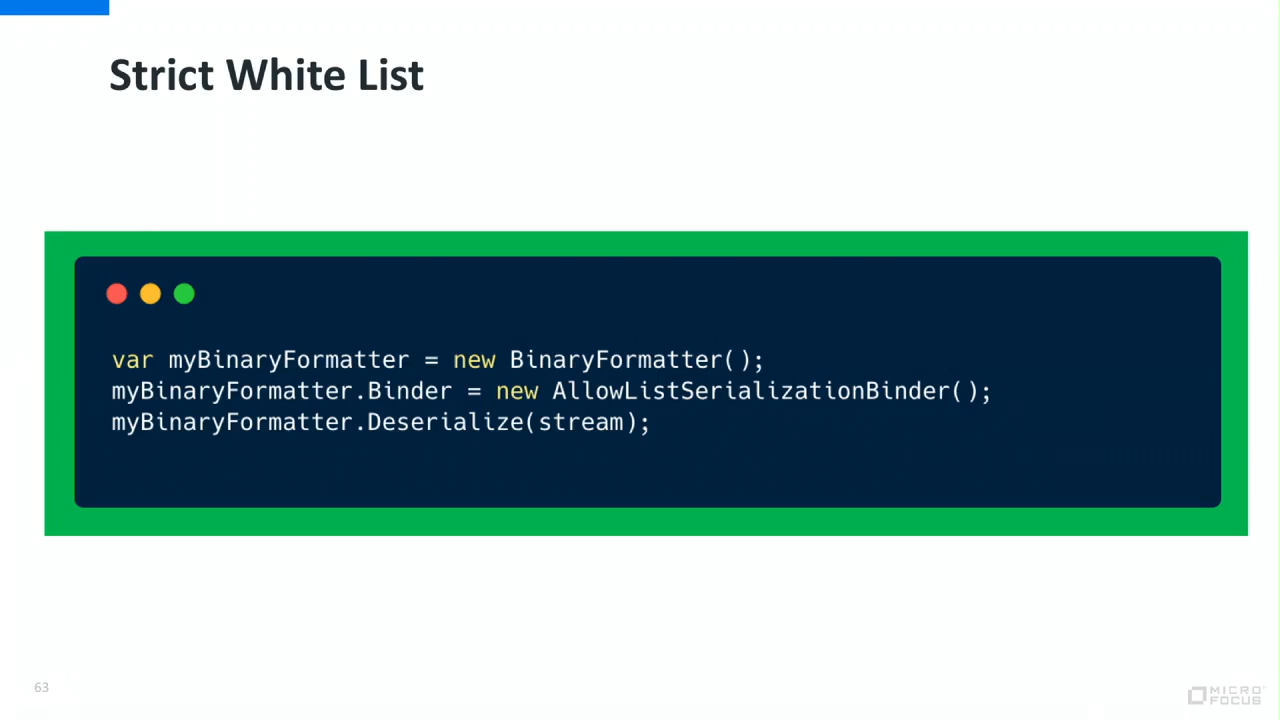 Strict White List
var myBinaryFormatter = new BinaryFormatter();
myBinaryFormatter.Binder = new AllowListSerializationBinder();
myBinaryFormatter.Deserialize(stream);
63
MICRO
FOCUS